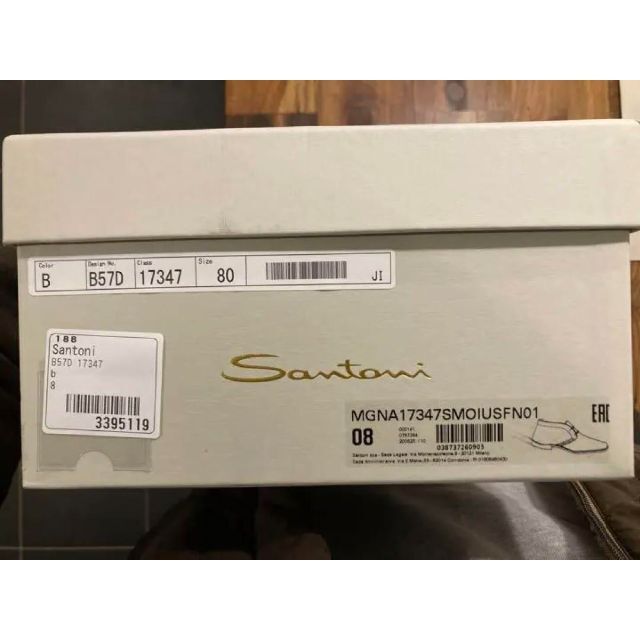 Color Design No. Class Size
B B57D 17347 80 JI
188
Santoni
B57D 17347
b
8
3395119
Santoni
MGNA17347SMOIUSFN01
EAC
08
038737260905